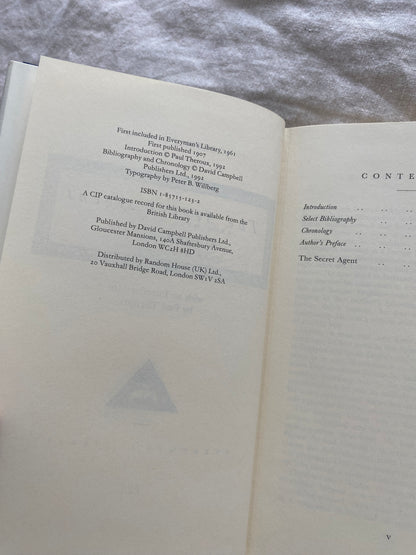 First included in Everyman's Library, 1961
First published 1907
Introduction © Paul Theroux, 1992
Bibliography and Chronology © David Campbell
Publishers Ltd., 1992
Typography by Peter B. Willberg
ISBN 1-85715-125-2
A CIP catalogue record for this book is available from the
British Library
Published by David Campbell Publishers Ltd.,
Gloucester Mansions, 140A Shaftesbury Avenue,
London WC2H 8HD
Distributed by Random House (UK) Ltd.,
20 Vauxhall Bridge Road, London SW1V 2SA
CONTE
Introduction .. .. ..
Select Bibliography .. ..
Chronology .. .. ..
Author's Preface .. .. ..
The Secret Agent ..
v